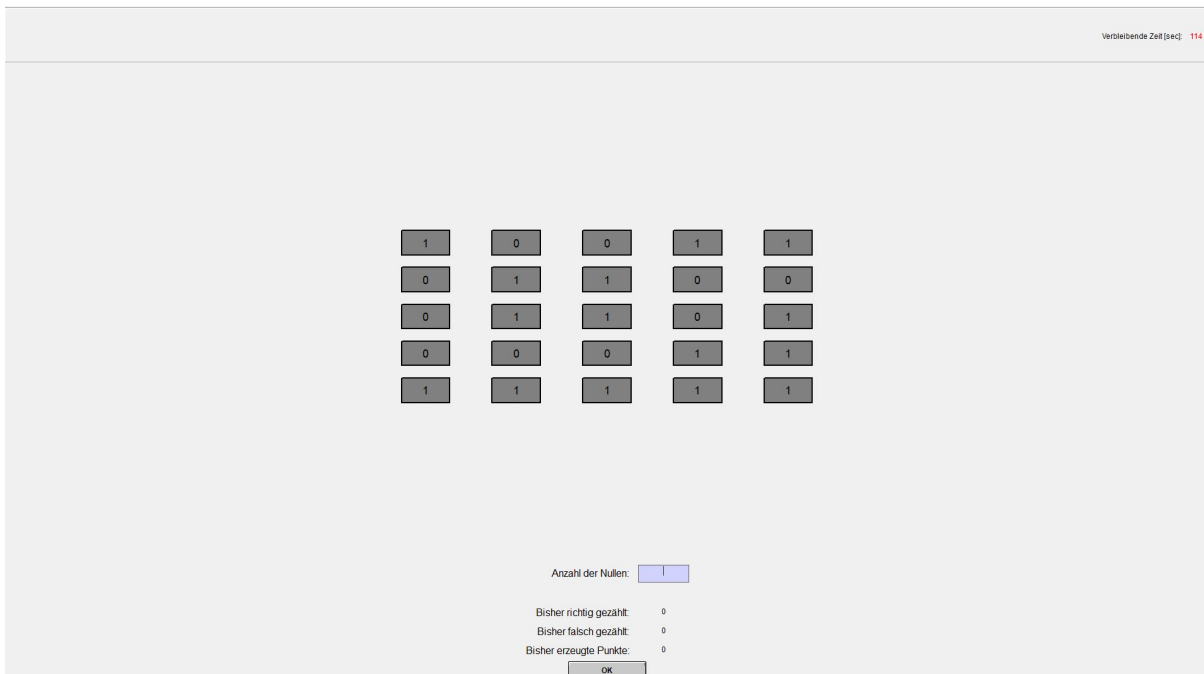 Verbleibende Zeit [sec]: 114
1 0 0 1 1
0 1 1 0 0
0 1 1 0 1
0 0 0 1 1
1 1 1 1 1
Anzahl der Nullen:
Bisher richtig gezählt: 0
Bisher falsch gezählt: 0
Bisher erzeugte Punkte: 0
OK